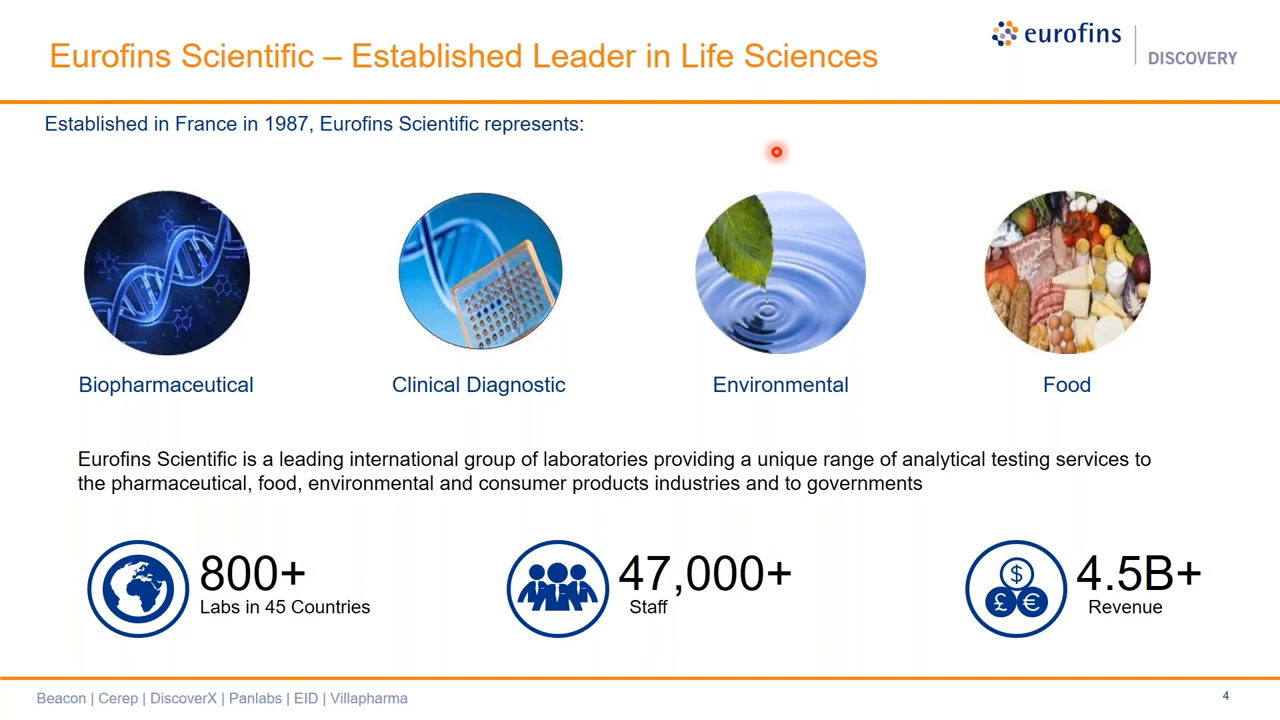 Eurofins Scientific – Established Leader in Life Sciences
eurofins
DISCOVERY
Established in France in 1987, Eurofins Scientific represents:
Biopharmaceutical
Clinical Diagnostic
Environmental
Food
Eurofins Scientific is a leading international group of laboratories providing a unique range of analytical testing services to
the pharmaceutical, food, environmental and consumer products industries and to governments
800+
Labs in 45 Countries
47,000+
Staff
$
£ €
4.5B+
Revenue
Beacon | Cerep | DiscoverX | Panlabs | EID | Villapharma
4